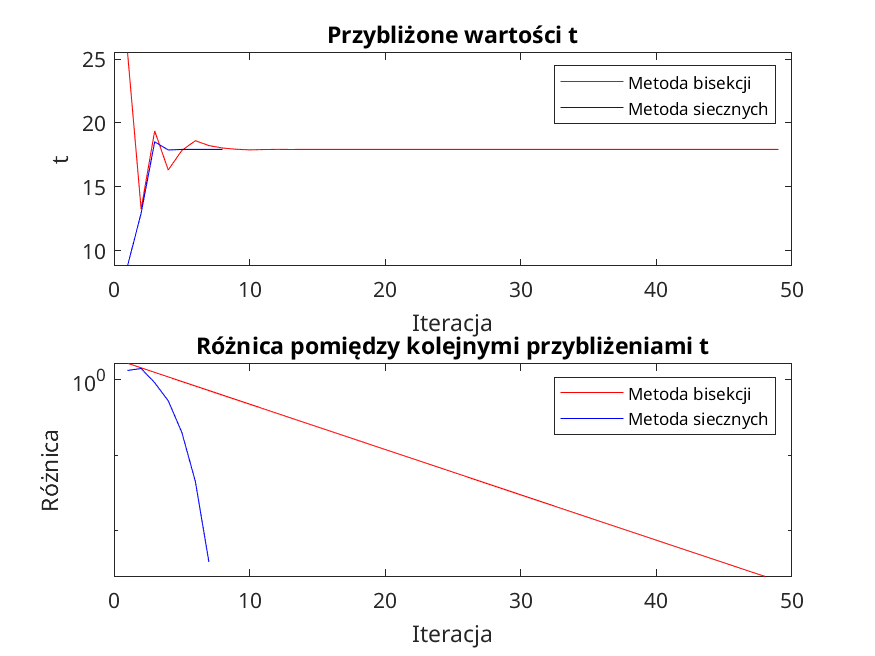 Przybliżone wartości t
25
20
15
10
t
Metoda bisekcji
Metoda siecznych
0 10 20 30 40 50
Iteracja
Różnica pomiędzy kolejnymi przybliżeniami t
10^0
Różnica
Metoda bisekcji
Metoda siecznych
0 10 20 30 40 50
Iteracja